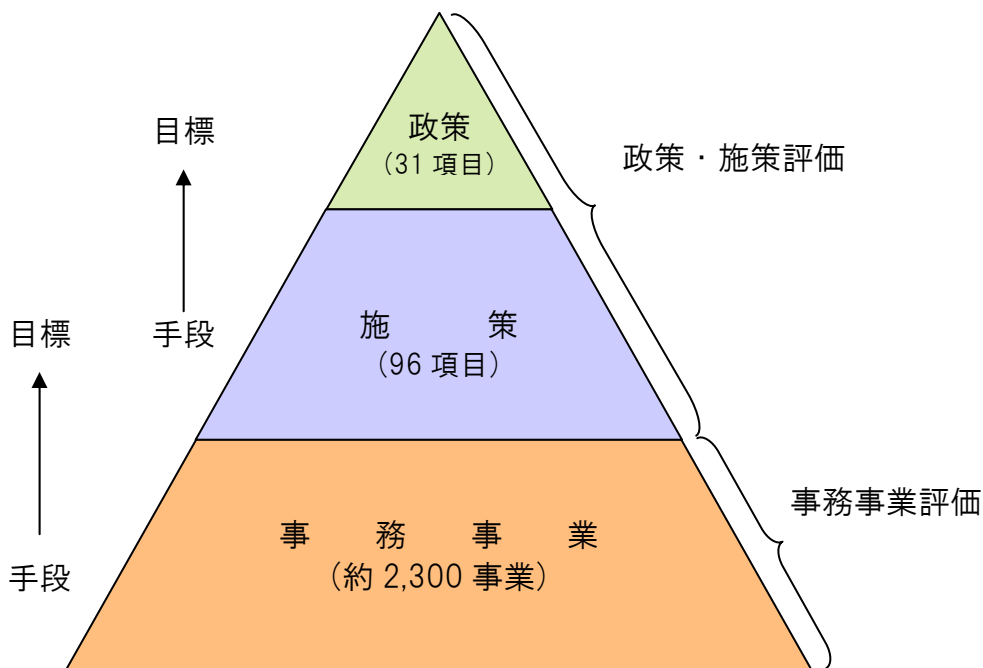 政策
(31 項目)
目標
政策・施策評価
施策
(96 項目)
手段
目標
事務事業評価
事務事業
(約 2,300 事業)
手段